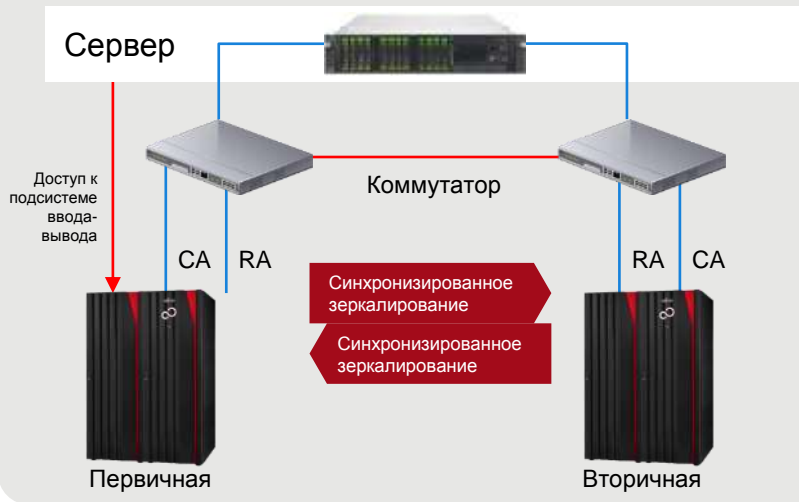 Сервер
Доступ к
подсистеме
ввода-
вывода
Коммутатор
CA
RA
RA
CA
Синхронизированное
зеркалирование
Синхронизированное
зеркалирование
Первичная
Вторичная